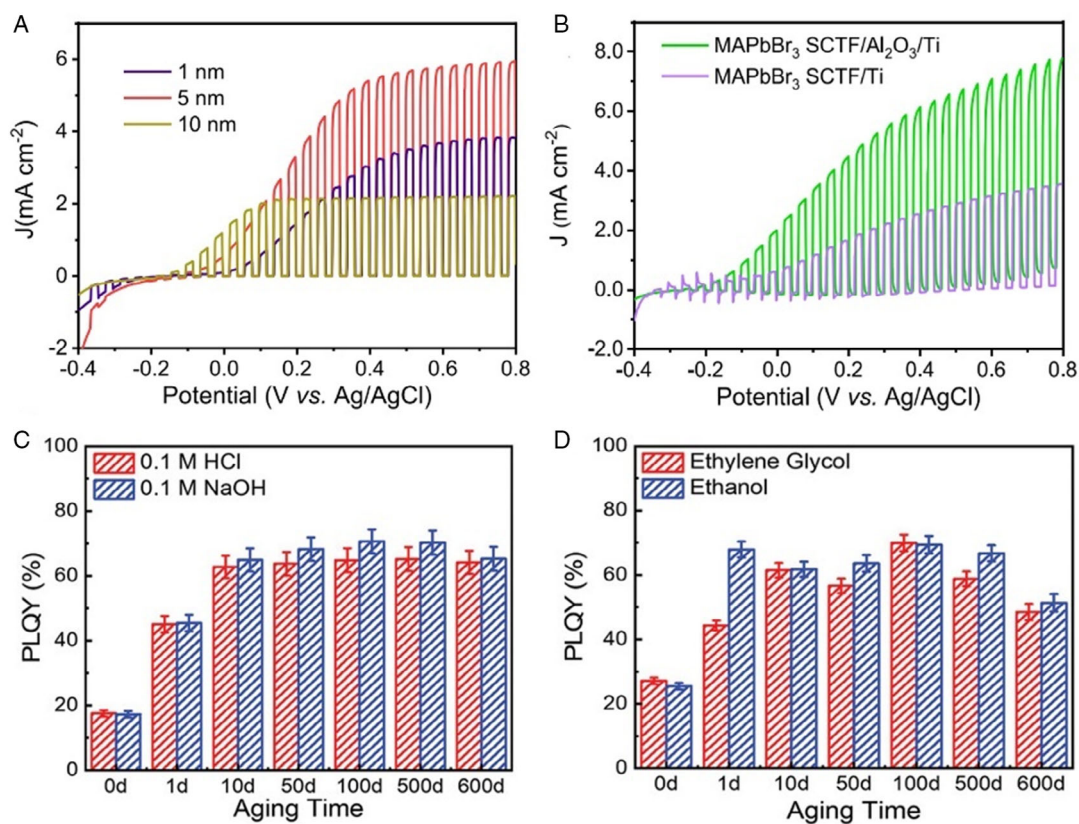 A
J(mA cm⁻²)
6
4
2
0
-2
1 nm
5 nm
10 nm
-0.4 -0.2 0.0 0.2 0.4 0.6 0.8
Potential (V vs. Ag/AgCl)
B
J (mA cm⁻²)
8.0
6.0
4.0
2.0
0.0
-2.0
MAPbBr₃ SCTF/Al₂O₃/Ti
MAPbBr₃ SCTF/Ti
-0.4 -0.2 0.0 0.2 0.4 0.6 0.8
Potential (V vs. Ag/AgCl)
C
PLQY (%)
100
80
60
40
20
0
0.1 M HCl
0.1 M NaOH
0d 1d 10d 50d 100d 500d 600d
Aging Time
D
PLQY (%)
100
80
60
40
20
0
Ethylene Glycol
Ethanol
0d 1d 10d 50d 100d 500d 600d
Aging Time